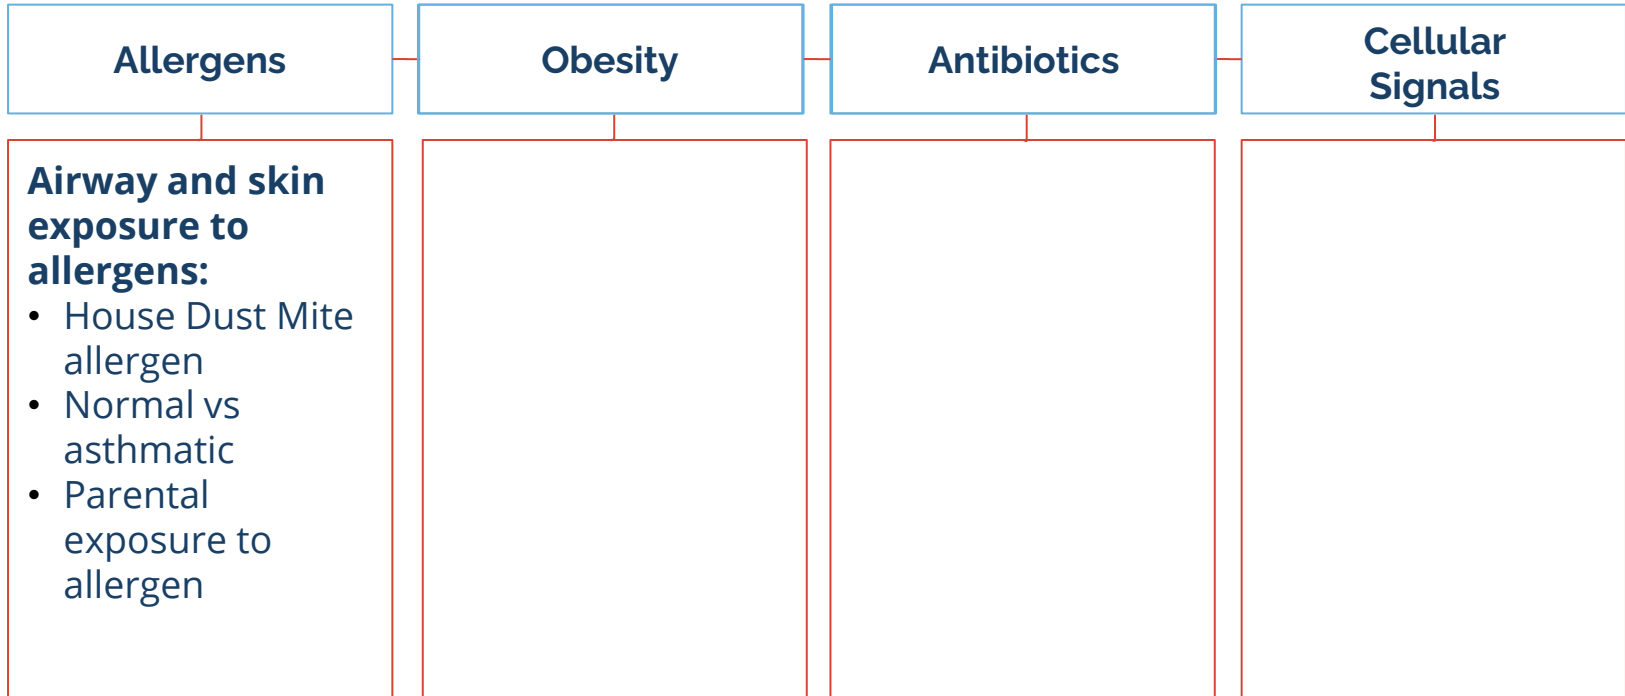 Allergens
Obesity
Antibiotics
Cellular
Signals
Airway and skin
exposure to
allergens:
• House Dust Mite
allergen
• Normal vs
asthmatic
• Parental
exposure to
allergen